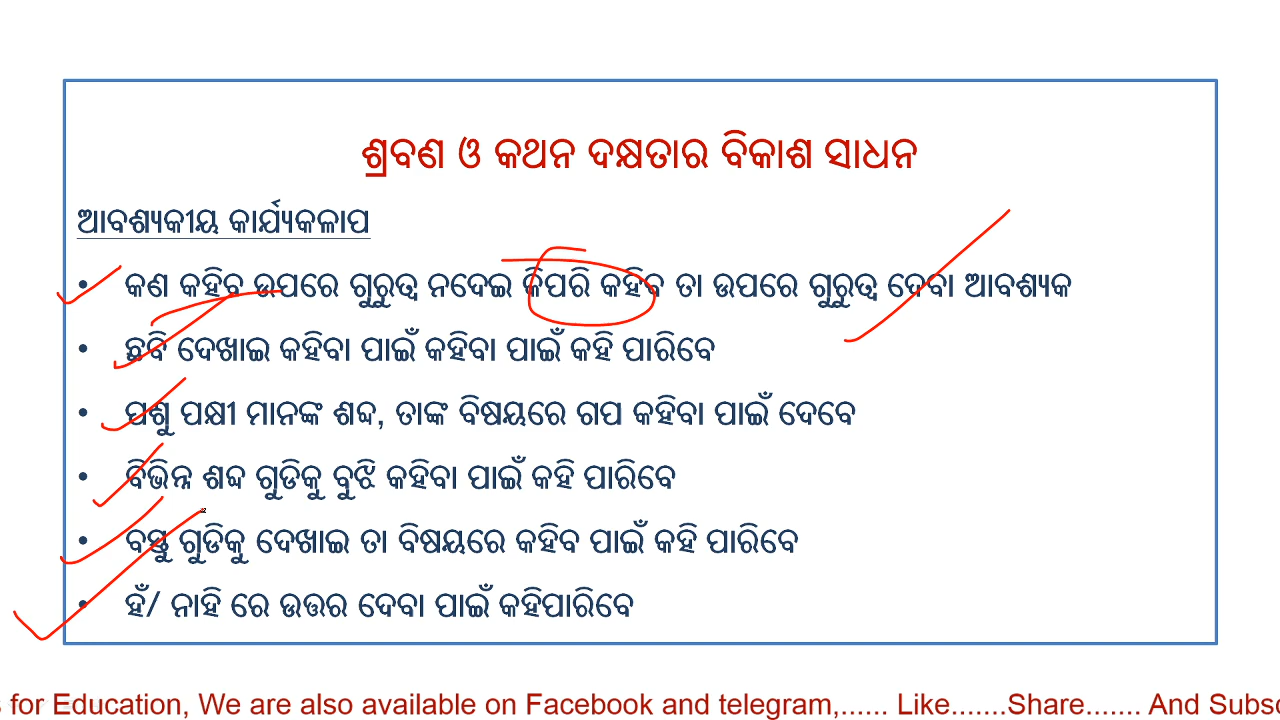 ଶ୍ରବଣ ଓ କଥନ ଦକ୍ଷତାର ବିକାଶ ସାଧନ
ଆବଶ୍ୟକୀୟ କାର୍ଯ୍ୟକଳାପ
• କଣ କହିବ ଉପରେ ଗୁରୁତ୍ଵ ନଦେଇ କିପରି କହିବ ତା ଉପରେ ଗୁରୁତ୍ଵ ଦେବା ଆବଶ୍ୟକ
• ଛବି ଦେଖାଇ କହିବା ପାଇଁ କହିବା ପାଇଁ କହି ପାରିବେ
• ପଶୁ ପକ୍ଷୀ ମାନଙ୍କ ଶବ୍ଦ, ତାଙ୍କ ବିଷୟରେ ଗପ କହିବା ପାଇଁ ଦେବେ
• ବିଭିନ୍ନ ଶବ୍ଦ ଗୁଡିକୁ ବୁଝି କହିବା ପାଇଁ କହି ପାରିବେ
• ବସ୍ତୁ ଗୁଡିକୁ ଦେଖାଇ ତା ବିଷୟରେ କହିବ ପାଇଁ କହି ପାରିବେ
• ହଁ/ ନାହି ରେ ଉତ୍ତର ଦେବା ପାଇଁ କହିପାରିବେ
for Education, We are also available on Facebook and telegram,...... Like.......Share....... And Subsc